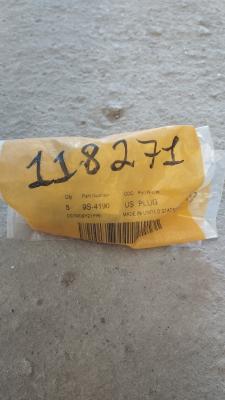 118271
Qty Part Number
5 9S-4190 US PLUG
MADE IN UNITED STATES